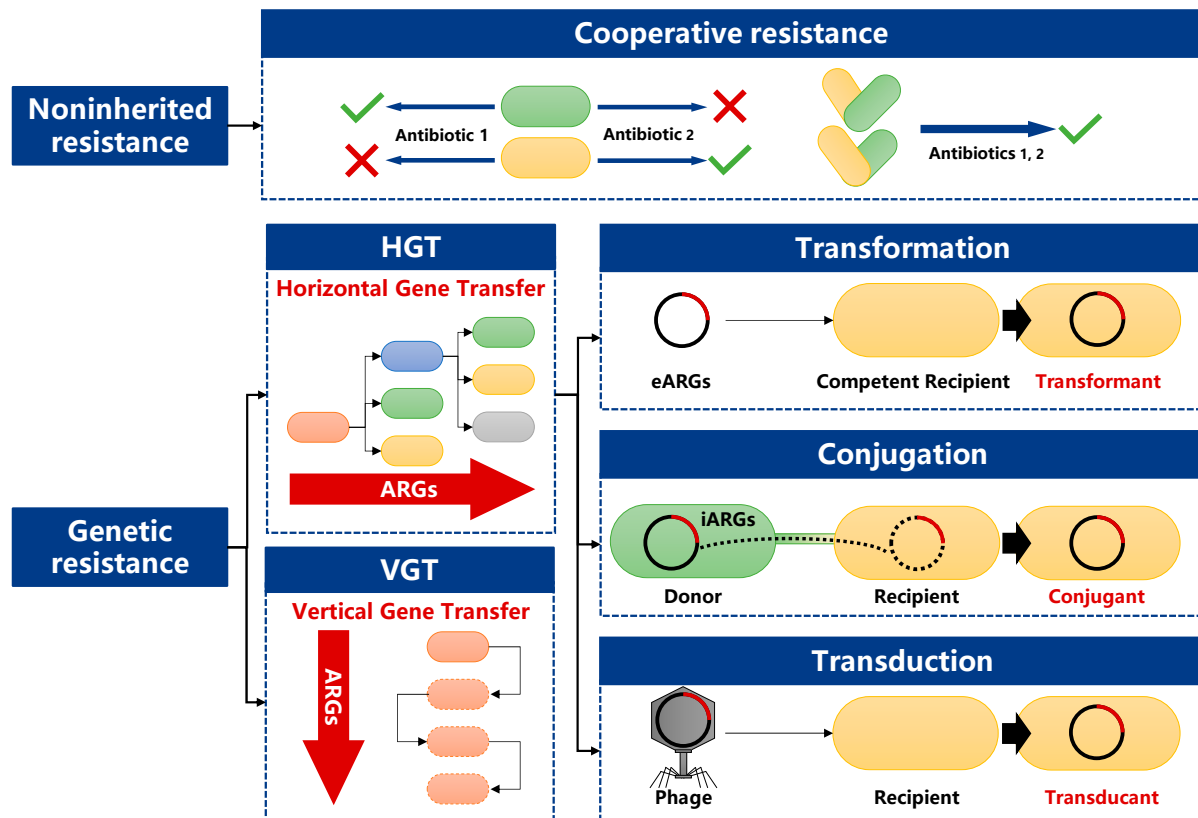 Cooperative resistance
Noninherited
resistance
Antibiotic 1
Antibiotic 2
Antibiotics 1, 2
HGT
Horizontal Gene Transfer
ARGs
Transformation
eARGs
Competent Recipient
Transformant
Genetic
resistance
Conjugation
iARGs
Donor
Recipient
Conjugant
VGT
Vertical Gene Transfer
ARGs
Transduction
Phage
Recipient
Transducant